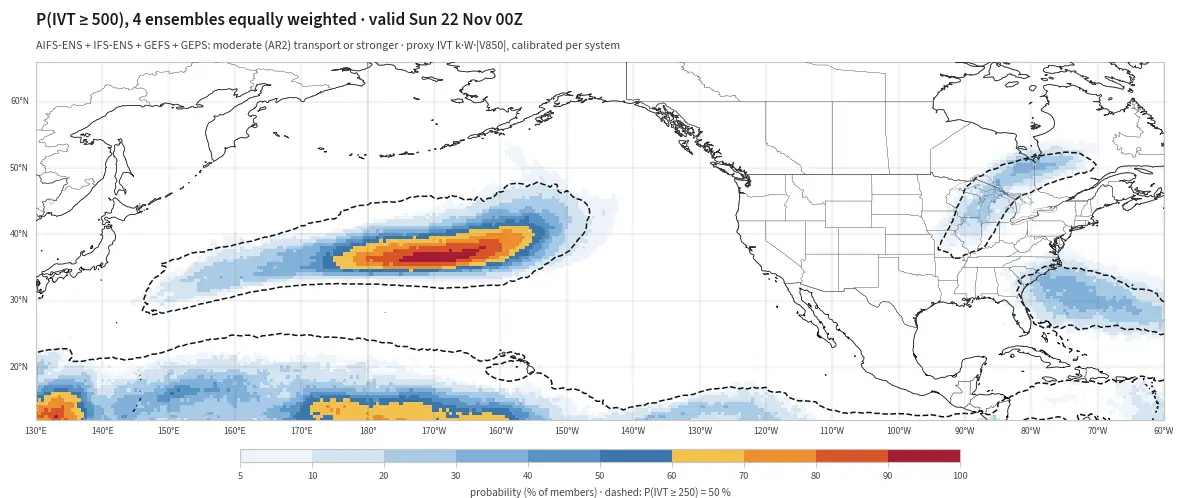 P(IVT ≥ 500), 4 ensembles equally weighted · valid Sun 22 Nov 00Z
AIFS-ENS + IFS-ENS + GEFS + GEPS: moderate (AR2) transport or stronger · proxy IVT k·W·|V850|, calibrated per system
60°N
50°N
40°N
30°N
20°N
130°E 140°E 150°E 160°E 170°E 180° 170°W 160°W 150°W 140°W 130°W 120°W 110°W 100°W 90°W 80°W 70°W 60°W
5 10 20 30 40 50 60 70 80 90 100
probability (% of members) · dashed: P(IVT ≥ 250) = 50 %